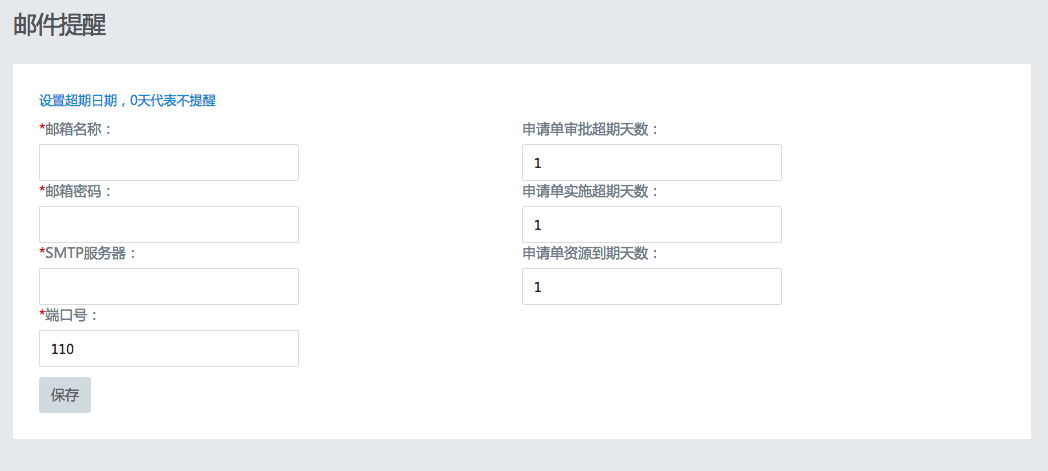 邮件提醒
设置超期日期，0天代表不提醒
*邮箱名称：
申请单审批超期天数：
1
*邮箱密码：
申请单实施超期天数：
1
*SMTP服务器：
申请单资源到期天数：
1
*端口号：
110
保存